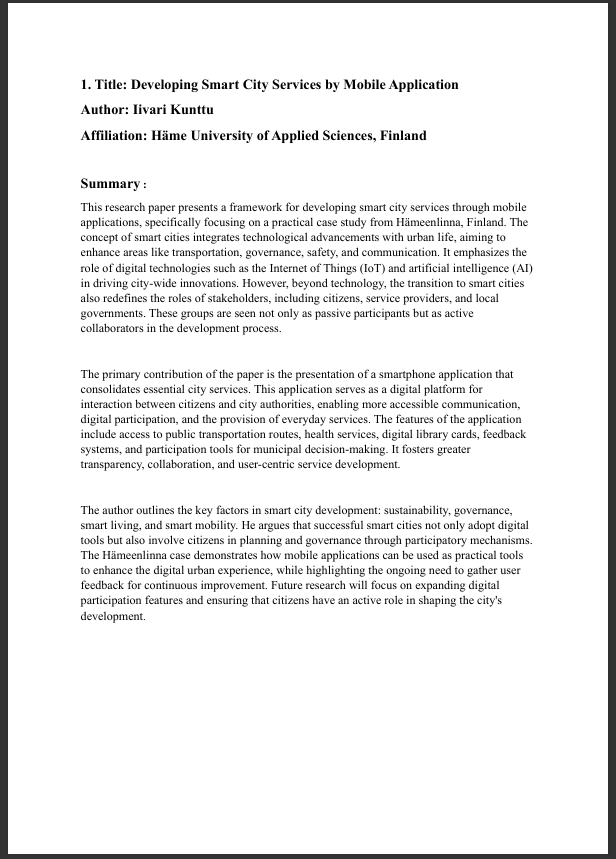 1. Title: Developing Smart City Services by Mobile Application
Author: Iivari Kunttu
Affiliation: Häme University of Applied Sciences, Finland
Summary :
This research paper presents a framework for developing smart city services through mobile
applications, specifically focusing on a practical case study from Hämeenlinna, Finland. The
concept of smart cities integrates technological advancements with urban life, aiming to
enhance areas like transportation, governance, safety, and communication. It emphasizes the
role of digital technologies such as the Internet of Things (IoT) and artificial intelligence (AI)
in driving city-wide innovations. However, beyond technology, the transition to smart cities
also redefines the roles of stakeholders, including citizens, service providers, and local
governments. These groups are seen not only as passive participants but as active
collaborators in the development process.
The primary contribution of the paper is the presentation of a smartphone application that
consolidates essential city services. This application serves as a digital platform for
interaction between citizens and city authorities, enabling more accessible communication,
digital participation, and the provision of everyday services. The features of the application
include access to public transportation routes, health services, digital library cards, feedback
systems, and participation tools for municipal decision-making. It fosters greater
transparency, collaboration, and user-centric service development.
The author outlines the key factors in smart city development: sustainability, governance,
smart living, and smart mobility. He argues that successful smart cities not only adopt digital
tools but also involve citizens in planning and governance through participatory mechanisms.
The Hämeenlinna case demonstrates how mobile applications can be used as practical tools
to enhance the digital urban experience, while highlighting the ongoing need to gather user
feedback for continuous improvement. Future research will focus on expanding digital
participation features and ensuring that citizens have an active role in shaping the city's
development.